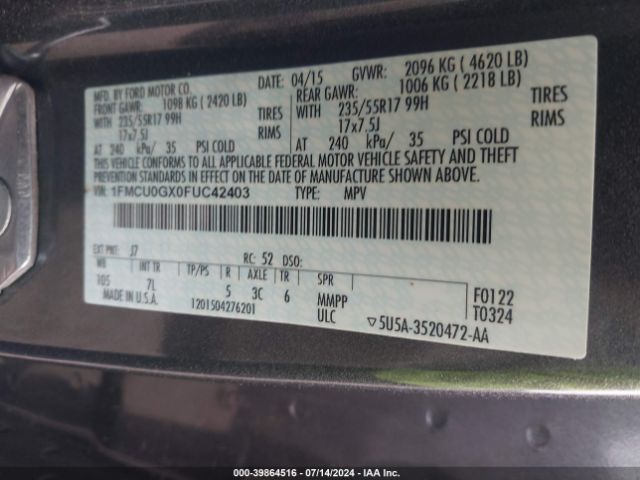 MFD. BY FORD MOTOR CO.
DATE: 04/15 GVWR: 2096 KG ( 4620 LB)
FRONT GAWR: 1098 KG ( 2420 LB)
REAR GAWR: 1006 KG ( 2218 LB)
WITH 235/55R17 99H TIRES
WITH 235/55R17 99H TIRES
17x7.5J RIMS
17x7.5J RIMS
AT 240 kPa/ 35 PSI COLD
AT 240 kPa/ 35 PSI COLD
THIS VEHICLE CONFORMS TO ALL APPLICABLE FEDERAL MOTOR VEHICLE SAFETY AND THEFT
PREVENTION STANDARDS IN EFFECT ON THE DATE OF MANUFACTURE SHOWN ABOVE.
VIN: 1FMCU0GX0FUC42403 TYPE: MPV
EXT PNT: J7 RC: 52 DSO:
WB INT TR TP/PS R AXLE TR SPR
105 7L 5 3C 6 MMPP F0122
MADE IN U.S.A. 1201504276201 ULC T0324
▽5U5A-3520472-AA
000-39864516 - 07/14/2024 - IAA Inc.